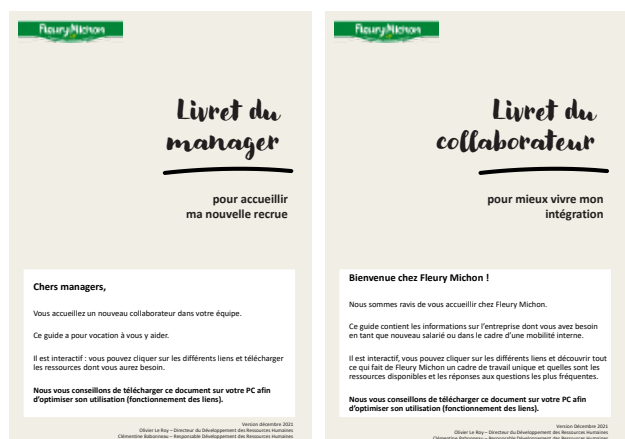 Fleury Michon
Livret du
manager
pour accueillir
ma nouvelle recrue
Chers managers,
Vous accueillez un nouveau collaborateur dans votre équipe.
Ce guide a pour vocation à vous y aider.
Il est interactif : vous pouvez cliquer sur les différents liens et télécharger
les ressources dont vous aurez besoin.
Nous vous conseillons de télécharger ce document sur votre PC afin
d’optimiser son utilisation (fonctionnement des liens).
Version décembre 2021
Olivier Le Roy – Directeur du Développement des Ressources Humaines
Clémentine Babonneau – Responsable Développement des Ressources Humaines
Fleury Michon
Livret du
collaborateur
pour mieux vivre mon
intégration
Bienvenue chez Fleury Michon !
Nous sommes ravis de vous accueillir chez Fleury Michon.
Ce guide contient les informations sur l’entreprise dont vous avez besoin
en tant que nouveau salarié ou dans le cadre d’une mobilité interne.
Il est interactif, vous pouvez cliquer sur les différents liens et découvrir tout
ce qui fait de Fleury Michon un cadre de travail unique et quelles sont les
ressources disponibles et les réponses aux questions les plus fréquentes.
Nous vous conseillons de télécharger ce document sur votre PC afin
d’optimiser son utilisation (fonctionnement des liens).
Version Décembre 2021
Olivier Le Roy – Directeur du Développement des Ressources Humaines
Clémentine Babonneau – Responsable Développement des Ressources Humaines